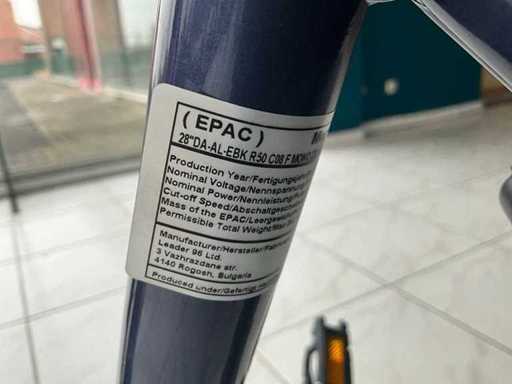 ( EPAC )
28"DA-AL-EBK R50 C08 F
Production Year/Fertigungsjahr
Nominal Voltage/Nennspannung
Nominal Power/Nennleistung
Cut-off Speed/Abschaltges
Mass of the EPAC/Leergewicht
Permissible Total Weight/Max
Manufacturer/Hersteller/Fabricant
Leader 96 Ltd.
3 Vazhrazdane str.
4140 Rogosh, Bulgaria
Produced under/Gefertigt